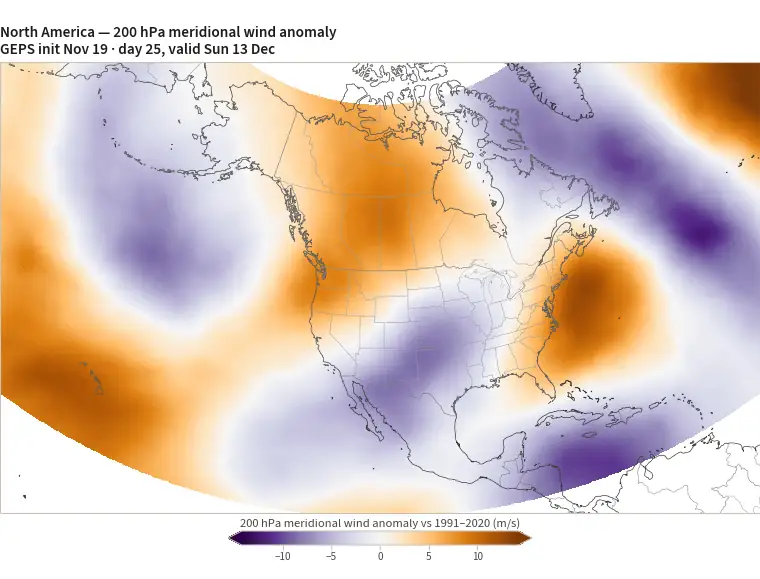 North America — 200 hPa meridional wind anomaly
GEPS init Nov 19 · day 25, valid Sun 13 Dec
200 hPa meridional wind anomaly vs 1991–2020 (m/s)
−10 −5 0 5 10